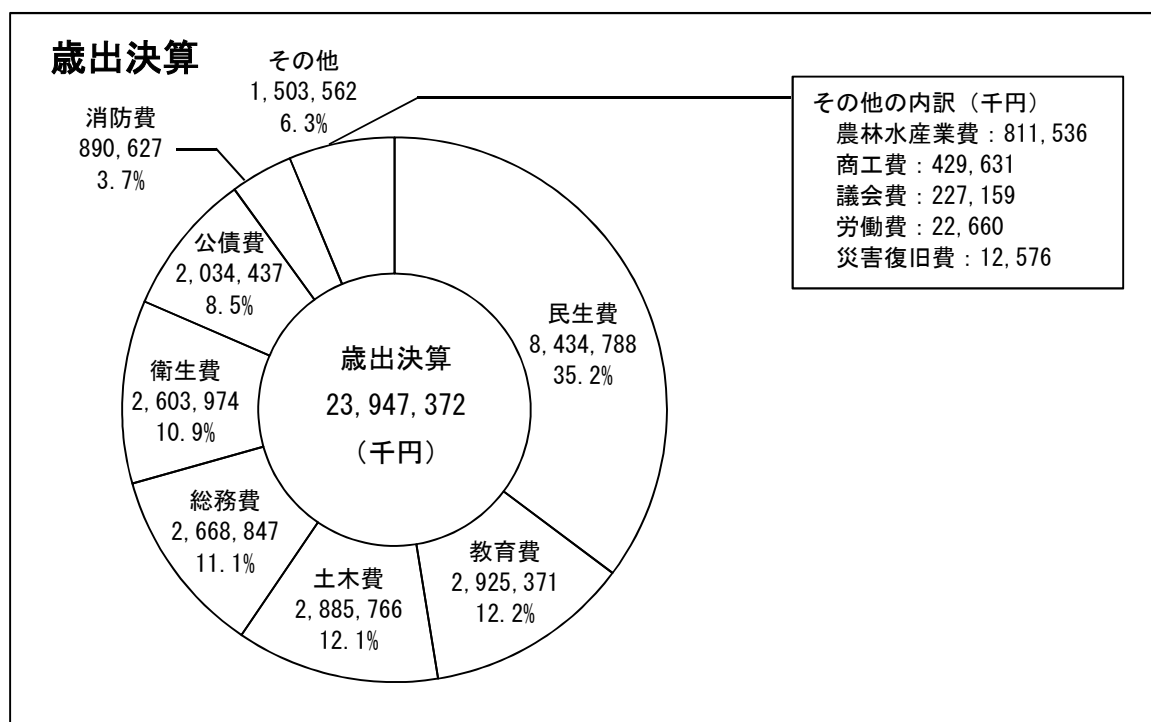 歳出決算
その他
1,503,562
6.3%
消防費
890,627
3.7%
公債費
2,034,437
8.5%
衛生費
2,603,974
10.9%
総務費
2,668,847
11.1%
土木費
2,885,766
12.1%
教育費
2,925,371
12.2%
民生費
8,434,788
35.2%
歳出決算
23,947,372
(千円)
その他の内訳(千円)
農林水産業費:811,536
商工費:429,631
議会費:227,159
労働費:22,660
災害復旧費:12,576